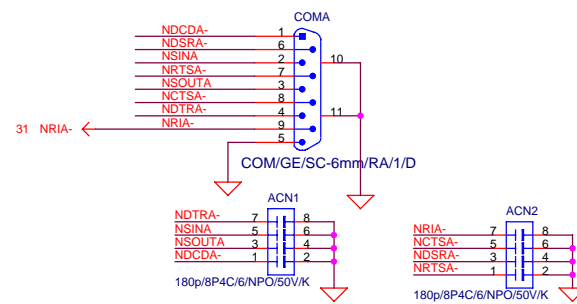 COMA
NDCDA- 1
NDSRA- 6
NSINA 2 10
NRTSA- 7
NSOUTA 3
NCTSA- 8
NDTRA- 4 11
31 NRIA- NRIA- 9
5
COM/GE/SC-6mm/RA/1/D
ACN1
NDTRA- 7 8
NSINA 5 6
NSOUTA 3 4
NDCDA- 1 2
180p/8P4C/6/NPO/50V/K
ACN2
NRIA- 7 8
NCTSA- 5 6
NDSRA- 3 4
NRTSA- 1 2
180p/8P4C/6/NPO/50V/K